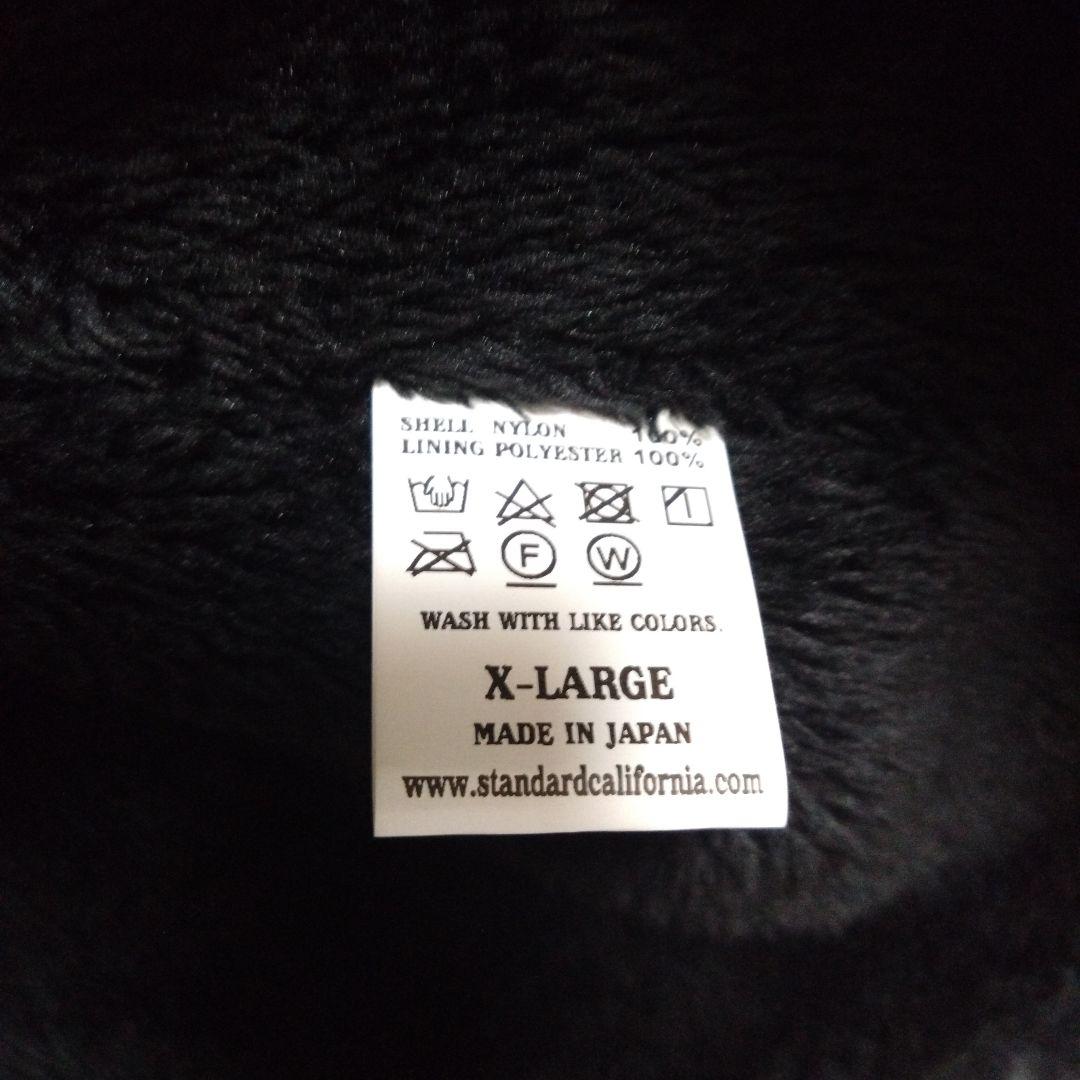 SHELL NYLON 100%
LINING POLYESTER 100%
F W
WASH WITH LIKE COLORS.
X-LARGE
MADE IN JAPAN
www.standardcalifornia.com